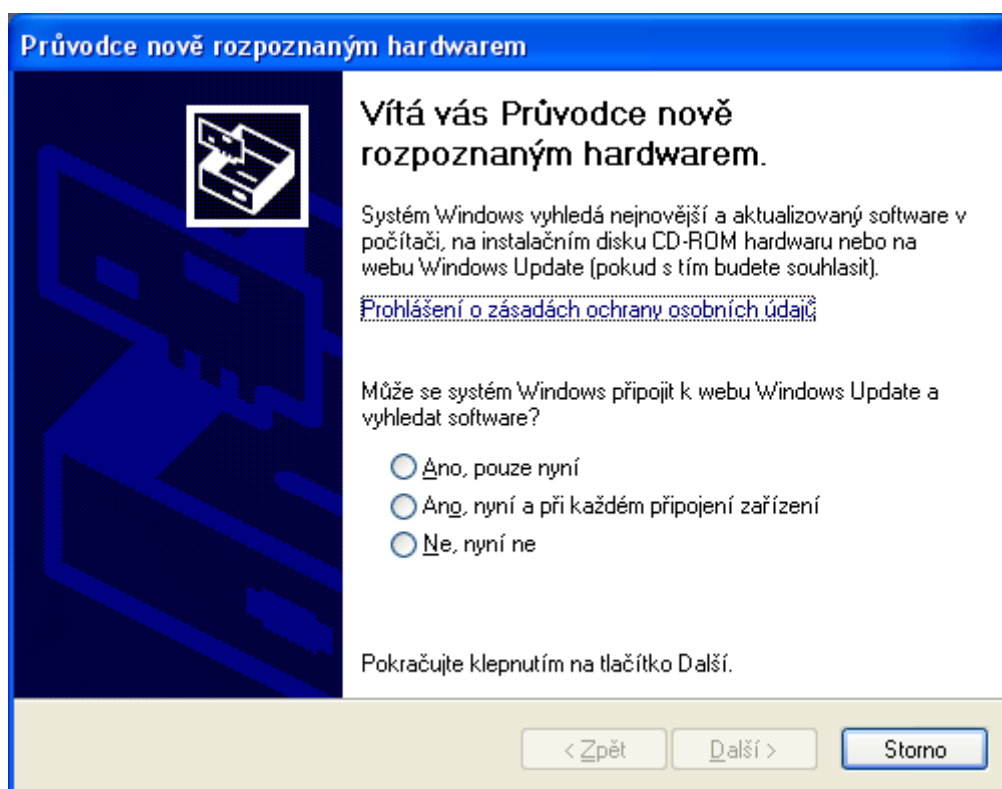 Průvodce nově rozpoznaným hardwarem
Vítá vás Průvodce nově
rozpoznaným hardwarem.
Systém Windows vyhledá nejnovější a aktualizovaný software v
počítači, na instalačním disku CD-ROM hardwaru nebo na
webu Windows Update (pokud s tím budete souhlasit).
Prohlášení o zásadách ochrany osobních údajů
Může se systém Windows připojit k webu Windows Update a
vyhledat software?
Ano, pouze nyní
Ano, nyní a při každém připojení zařízení
Ne, nyní ne
Pokračujte klepnutím na tlačítko Další.
< Zpět
Další >
Storno